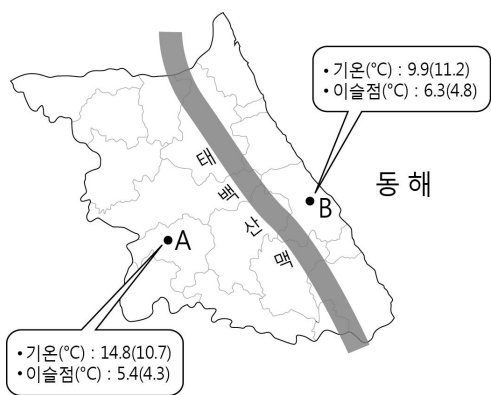 • 기온(°C) : 9.9(11.2)
• 이슬점(°C) : 6.3(4.8)
동 해
태백산맥
B
A
• 기온(°C) : 14.8(10.7)
• 이슬점(°C) : 5.4(4.3)